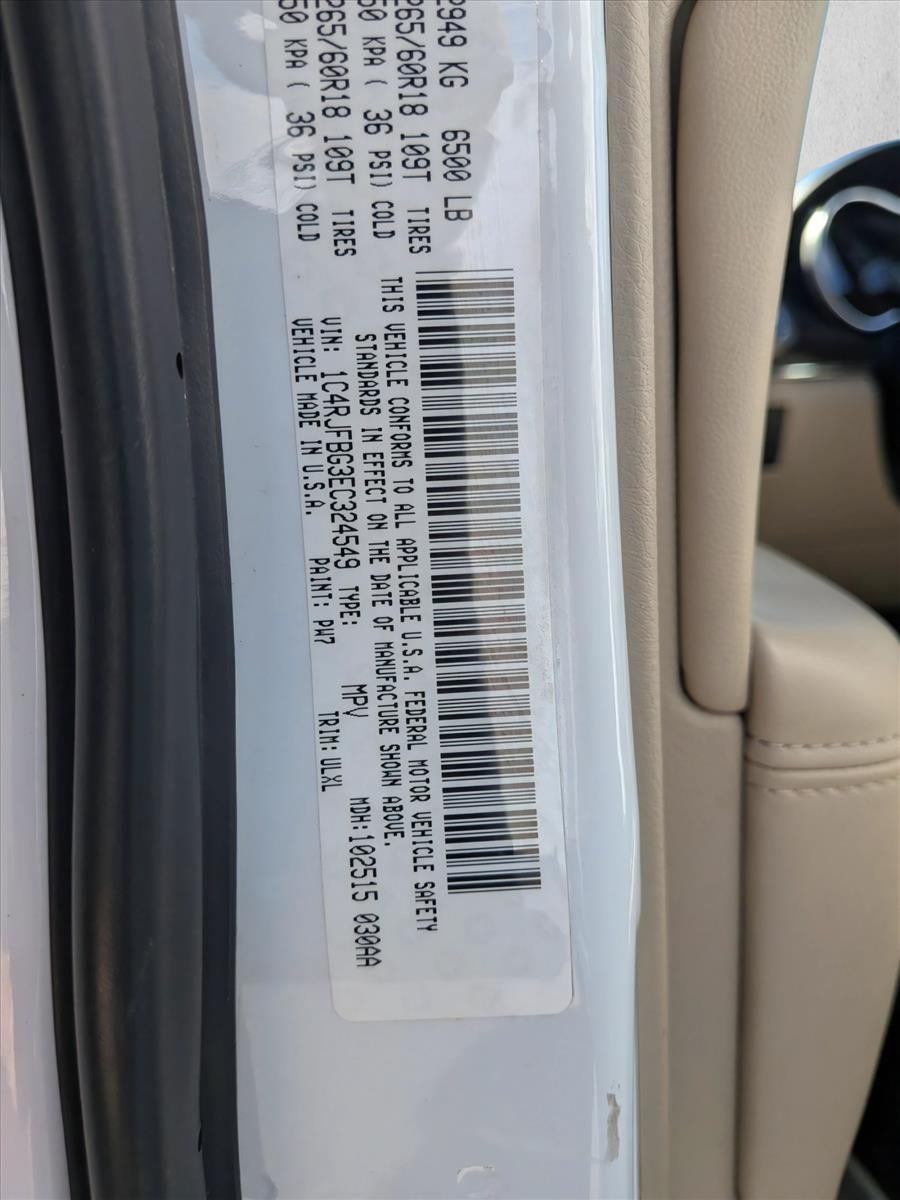 2949 KG 6500 LB
265/60R18 109T TIRES
50 KPA ( 36 PSI) COLD
265/60R18 109T TIRES
50 KPA ( 36 PSI) COLD
THIS VEHICLE CONFORMS TO ALL APPLICABLE U.S.A. FEDERAL MOTOR VEHICLE SAFETY
STANDARDS IN EFFECT ON THE DATE OF MANUFACTURE SHOWN ABOVE.
VIN: 1C4RJFBG3EC324549 TYPE: MPV MDH:102515 030AA
VEHICLE MADE IN U.S.A. PAINT: PW7 TRIM: ULXL